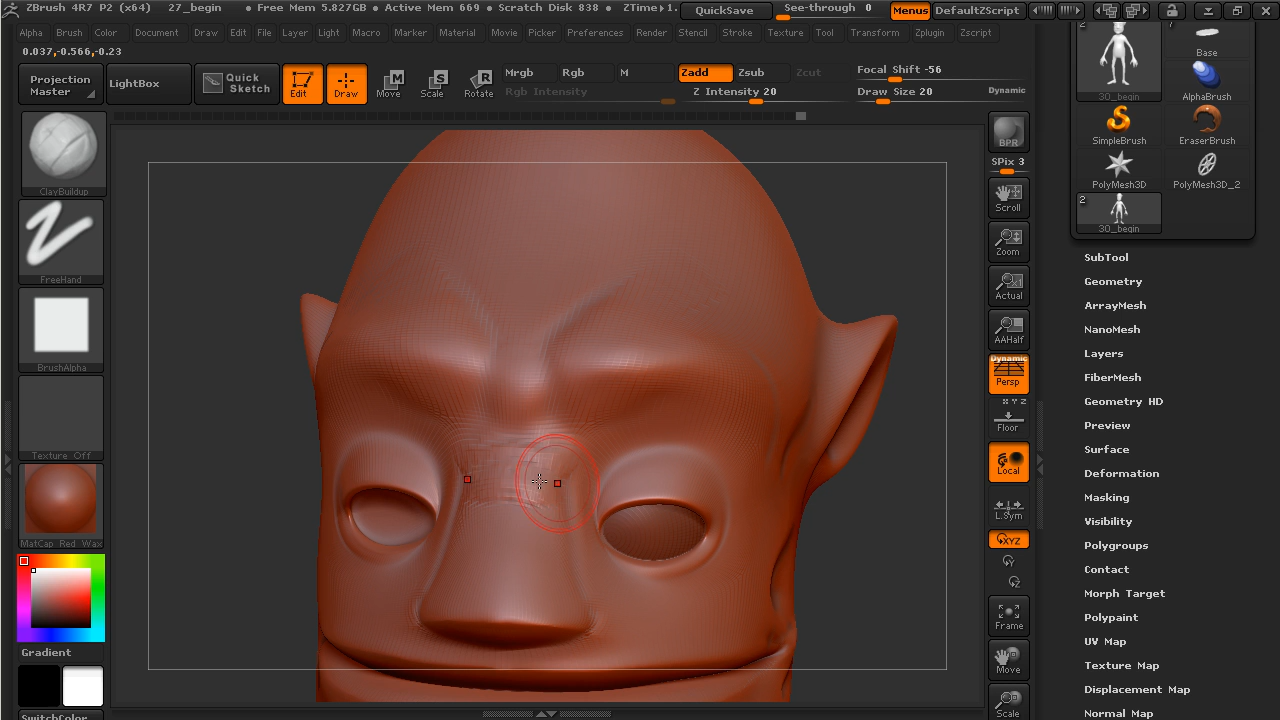 ZBrush 4R7 P2 (x64) 27_begin • Free Mem 5.827GB • Active Mem 669 • Scratch Disk 838 • ZTime▸1. QuickSave See-through 0 Menus DefaultZScript
Alpha Brush Color Document Draw Edit File Layer Light Macro Marker Material Movie Picker Preferences Render Stencil Stroke Texture Tool Transform Zplugin Zscript
0.037,-0.566,-0.23
Projection Master
LightBox
Quick Sketch
Edit
Draw
Move
Scale
Rotate
Mrgb Rgb M Zadd Zsub Zcut Focal Shift -56
Rgb Intensity Z Intensity 20 Draw Size 20 Dynamic
ClayBuildup
FreeHand
BrushAlpha
Texture Off
MatCap Red Wax
Gradient
SwitchColor
BPR
SPix 3
Scroll
Zoom
Actual
AAHalf
Dynamic
Persp
X Y Z
Floor
Local
L.Sym
XYZ
Y
Z
Frame
Move
Scale
2
3D_begin
Base
AlphaBrush
SimpleBrush
EraserBrush
PolyMesh3D
PolyMesh3D_2
2
3D_begin
SubTool
Geometry
ArrayMesh
NanoMesh
Layers
FiberMesh
Geometry HD
Preview
Surface
Deformation
Masking
Visibility
Polygroups
Contact
Morph Target
Polypaint
UV Map
Texture Map
Displacement Map
Normal Map